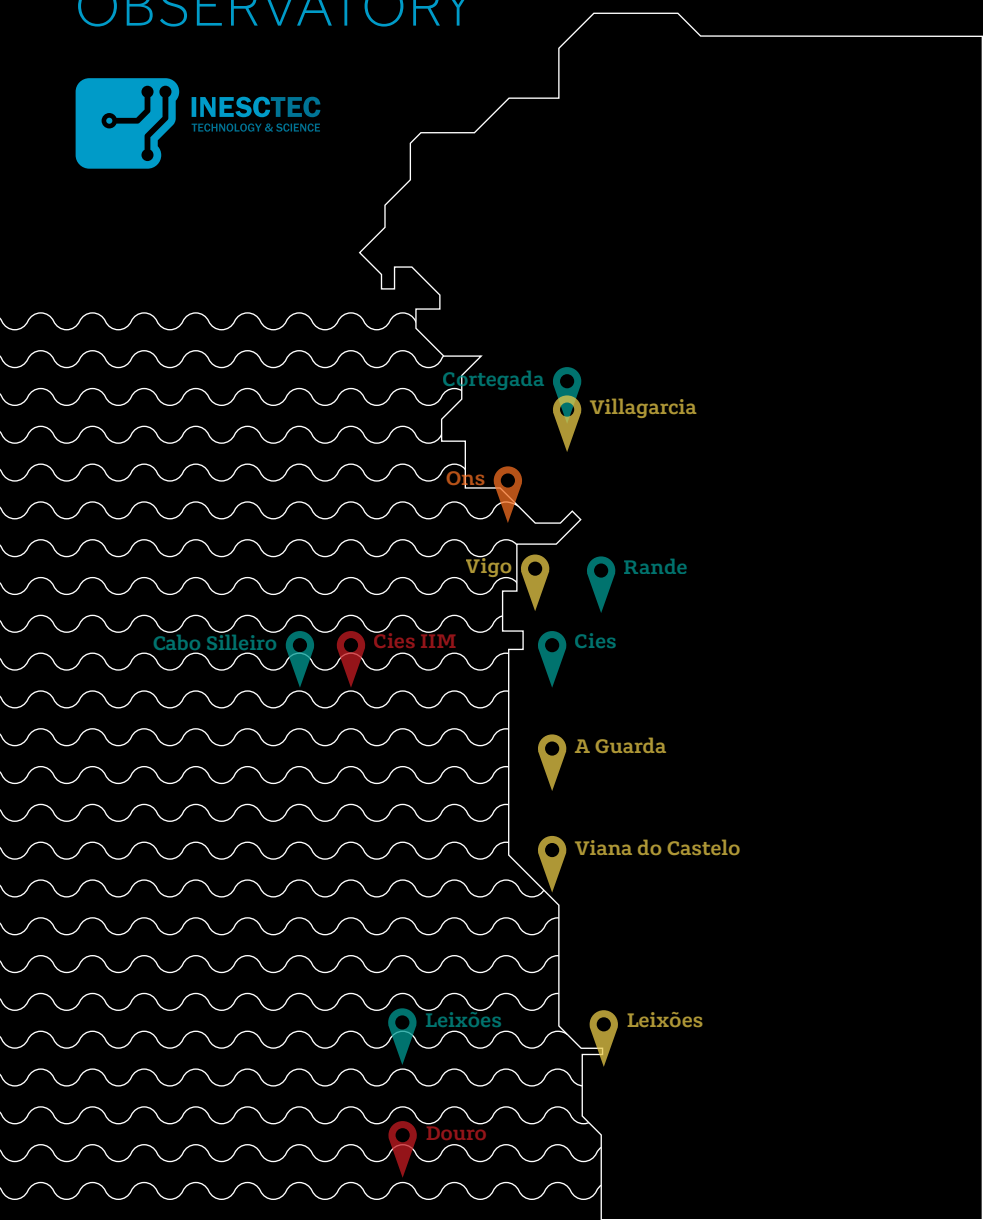 OBSERVATORY
INESCTEC
TECHNOLOGY & SCIENCE
Cortegada
Villagarcia
Ons
Vigo
Rande
Cabo Silleiro
Cies IIM
Cies
A Guarda
Viana do Castelo
Leixões
Leixões
Douro